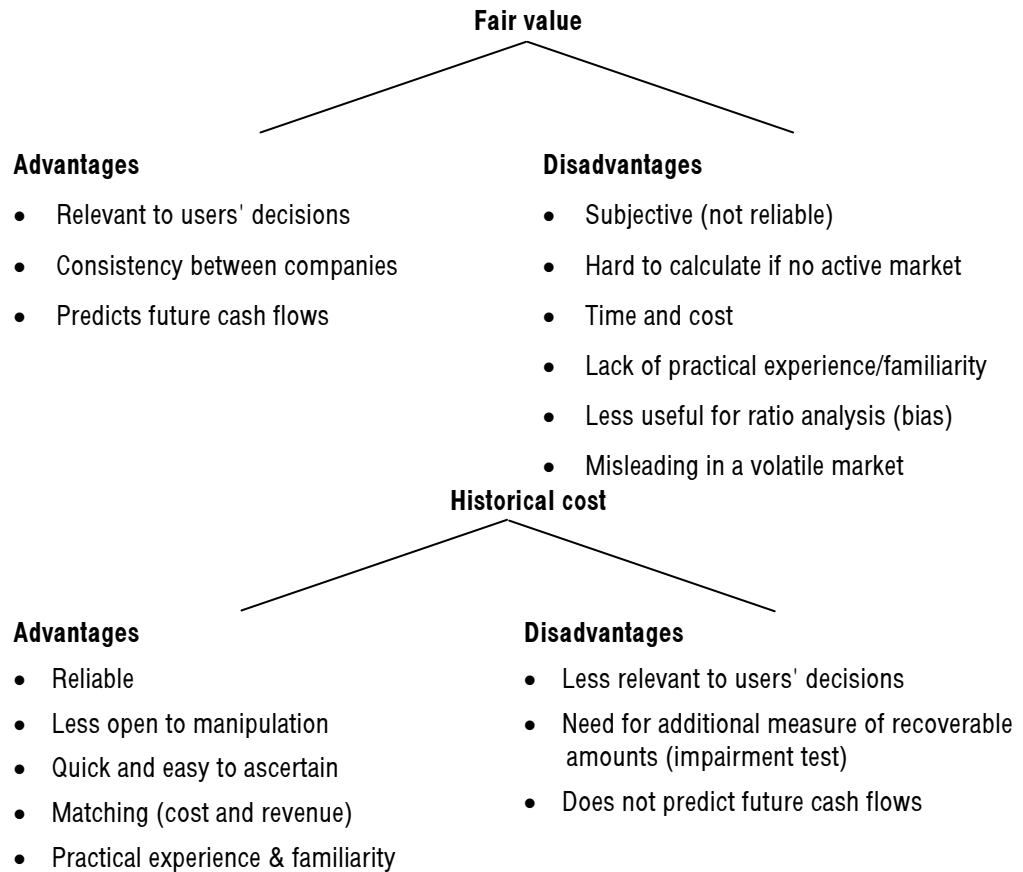 Fair value
Advantages
• Relevant to users' decisions
• Consistency between companies
• Predicts future cash flows
Disadvantages
• Subjective (not reliable)
• Hard to calculate if no active market
• Time and cost
• Lack of practical experience/familiarity
• Less useful for ratio analysis (bias)
• Misleading in a volatile market
Historical cost
Advantages
• Reliable
• Less open to manipulation
• Quick and easy to ascertain
• Matching (cost and revenue)
• Practical experience & familiarity
Disadvantages
• Less relevant to users' decisions
• Need for additional measure of recoverable
amounts (impairment test)
• Does not predict future cash flows